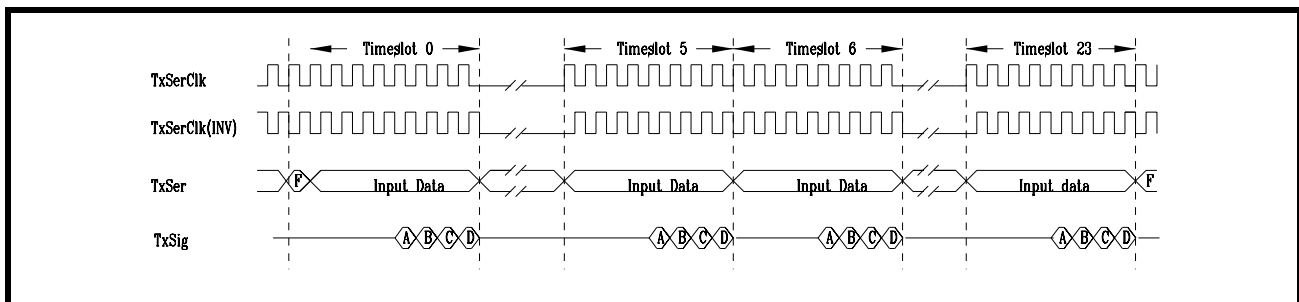 Timeslot 0 Timeslot 5 Timeslot 6 Timeslot 23
TxSerClk
TxSerClk(INV)
TxSer F Input Data Input Data Input Data Input data F
TxSig A B C D A B C D A B C D A B C D